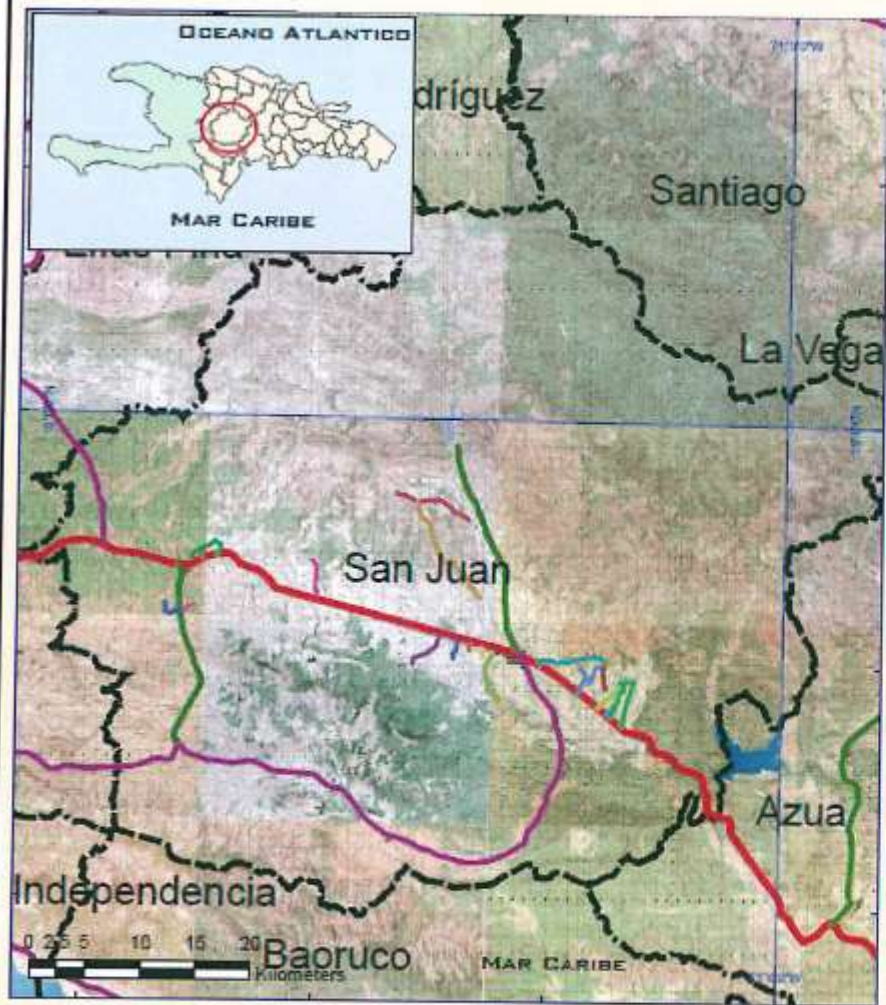 OCEANO ATLANTICO
MAR CARIBE
dríguez
Santiago
La Vega
San Juan
Azua
Independencia
Baoruco
MAR CARIBE
0 2.5 5 10 15 20
Kilometers